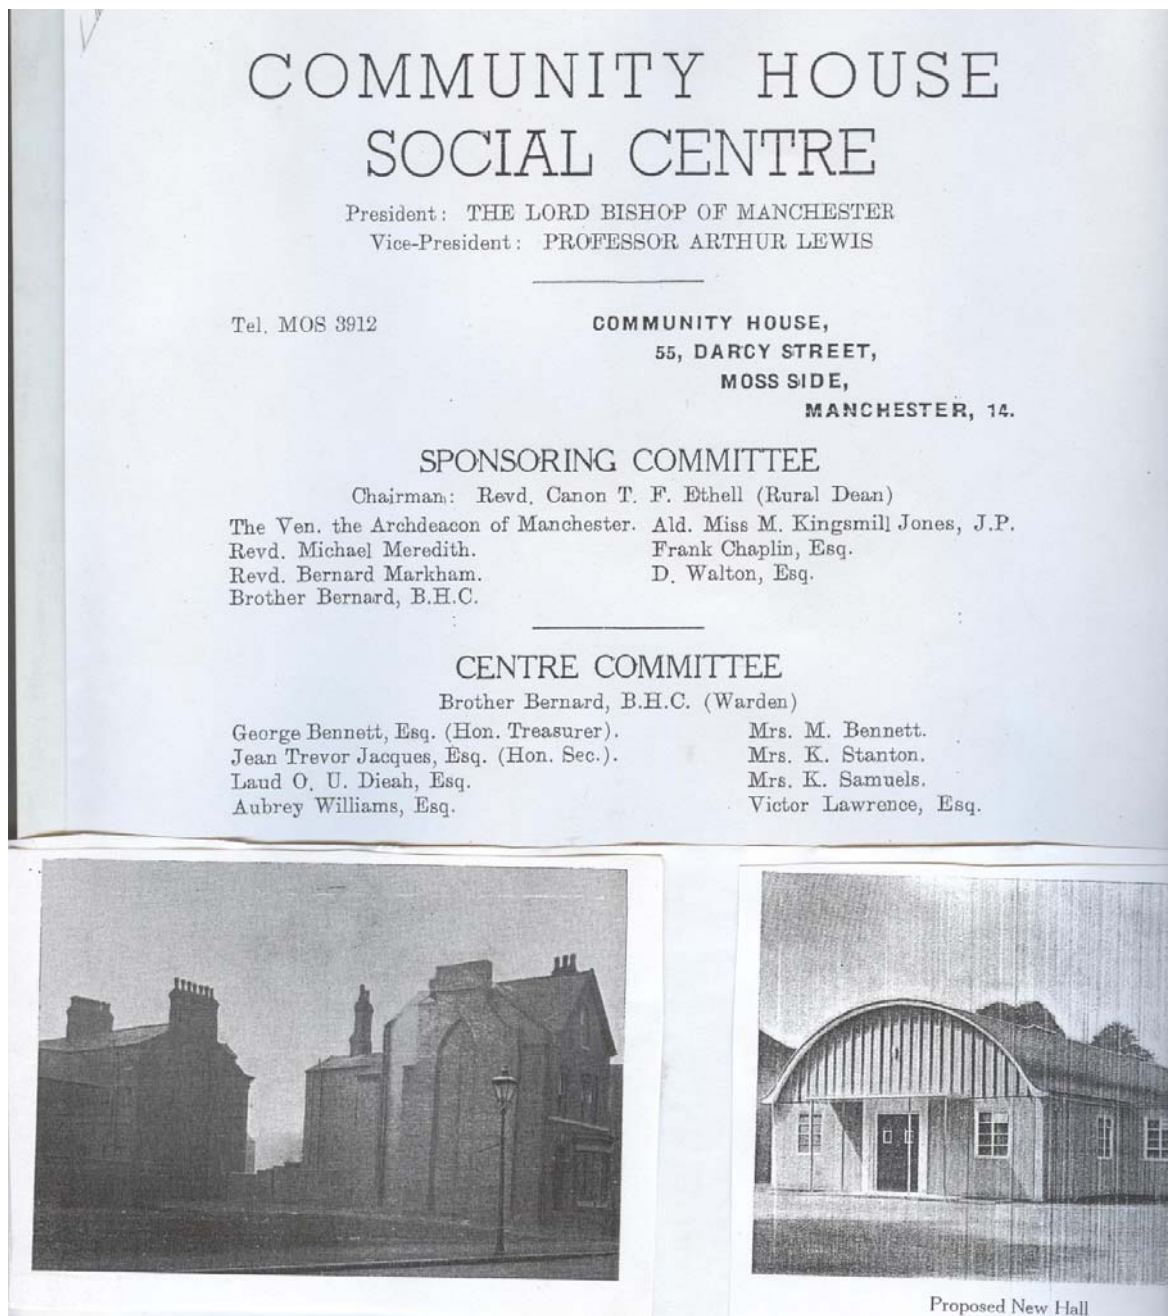 COMMUNITY HOUSE
SOCIAL CENTRE
President: THE LORD BISHOP OF MANCHESTER
Vice-President: PROFESSOR ARTHUR LEWIS
Tel. MOS 3912
COMMUNITY HOUSE,
55, DARCY STREET,
MOSS SIDE,
MANCHESTER, 14.
SPONSORING COMMITTEE
Chairman: Revd. Canon T. F. Ethell (Rural Dean)
The Ven. the Archdeacon of Manchester. Ald. Miss M. Kingsmill Jones, J.P.
Revd. Michael Meredith. Frank Chaplin, Esq.
Revd. Bernard Markham. D. Walton, Esq.
Brother Bernard, B.H.C.
CENTRE COMMITTEE
Brother Bernard, B.H.C. (Warden)
George Bennett, Esq. (Hon. Treasurer). Mrs. M. Bennett.
Jean Trevor Jacques, Esq. (Hon. Sec.). Mrs. K. Stanton.
Laud O. U. Dieah, Esq. Mrs. K. Samuels.
Aubrey Williams, Esq. Victor Lawrence, Esq.
Proposed New Hall